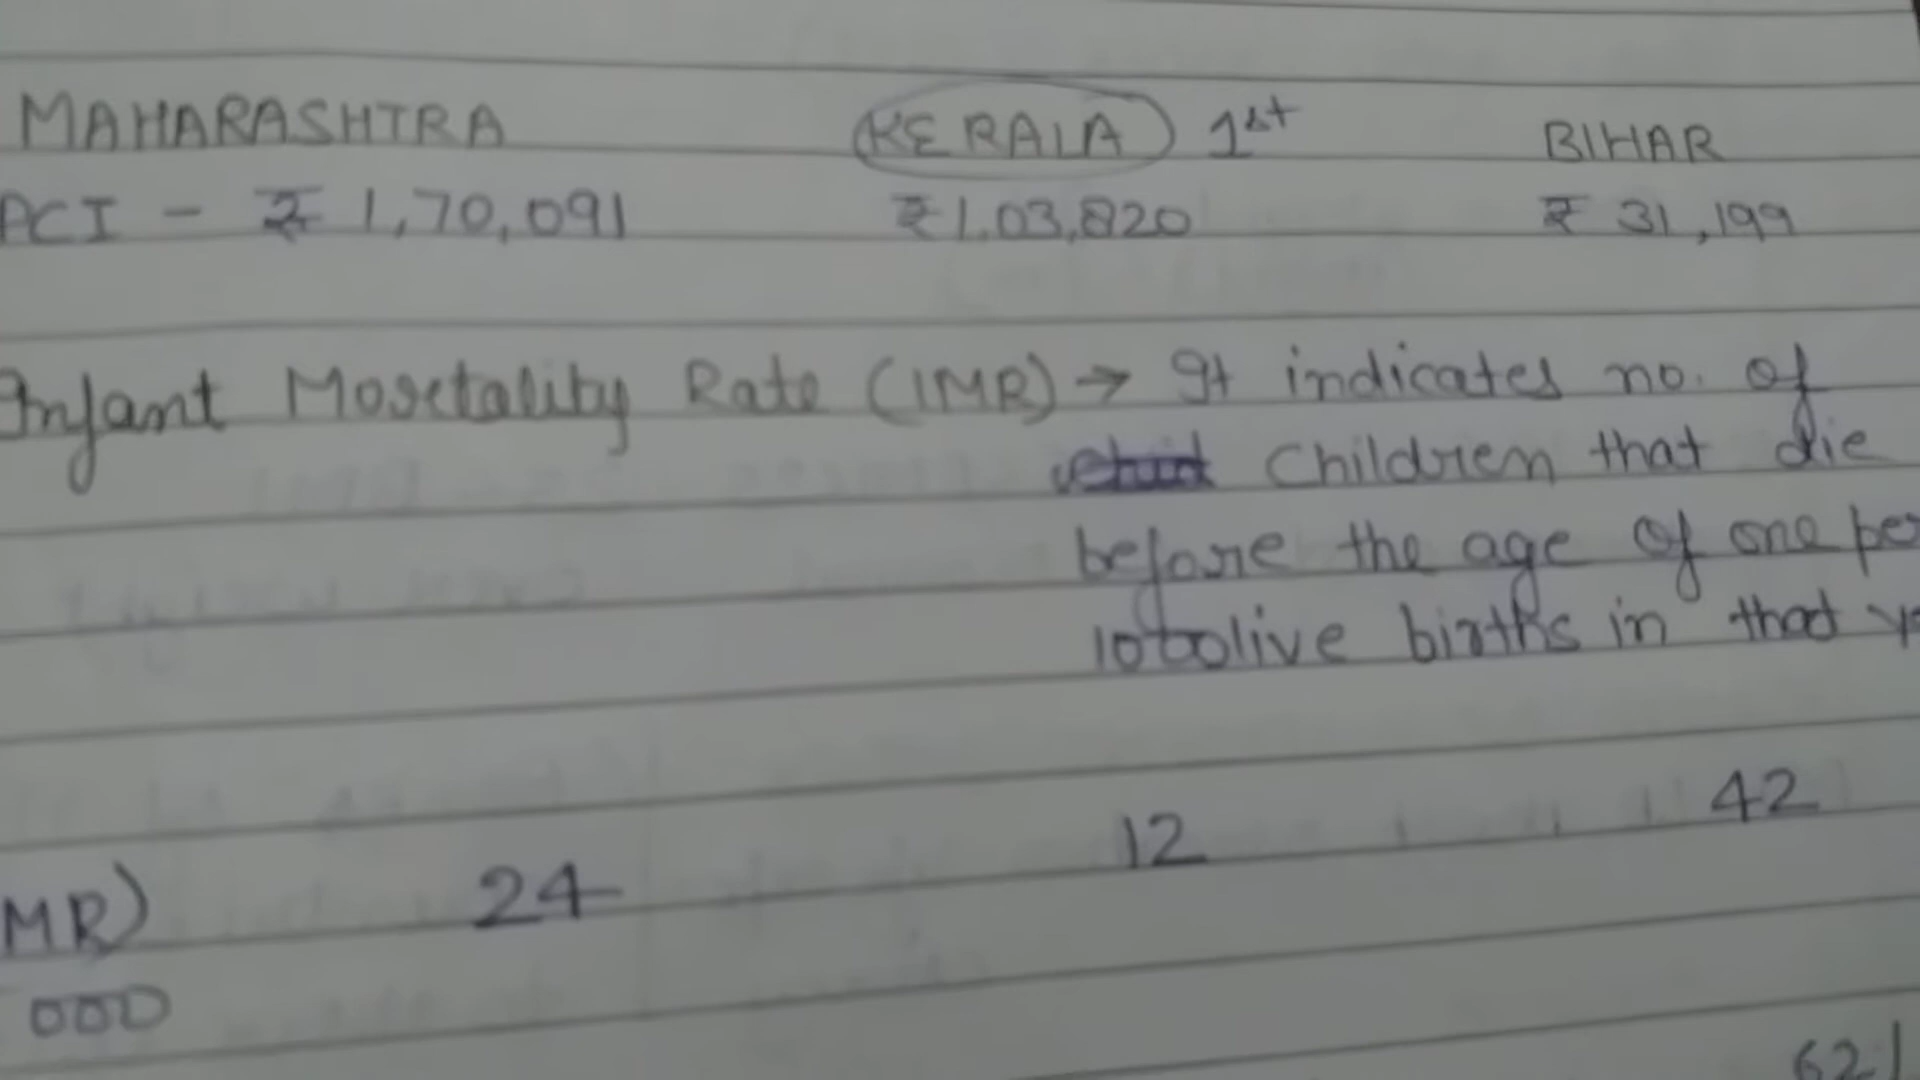 MAHARASHTRA KERALA 1st BIHAR
PCI - ₹ 1,70,091 ₹1.03,820 ₹ 31,199
Infant Mortality Rate (IMR) → It indicates no. of
Children that die
before the age of one per
1000live births in that
24 12 42
MR)
000
62